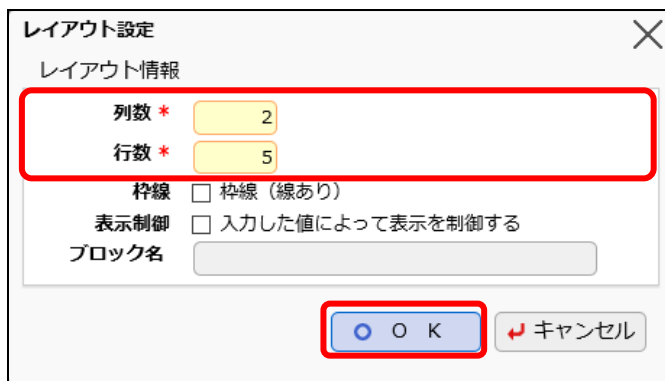 レイアウト設定
レイアウト情報
列数 * 2
行数 * 5
枠線 枠線（線あり）
表示制御 入力した値によって表示を制御する
ブロック名
O K キャンセル